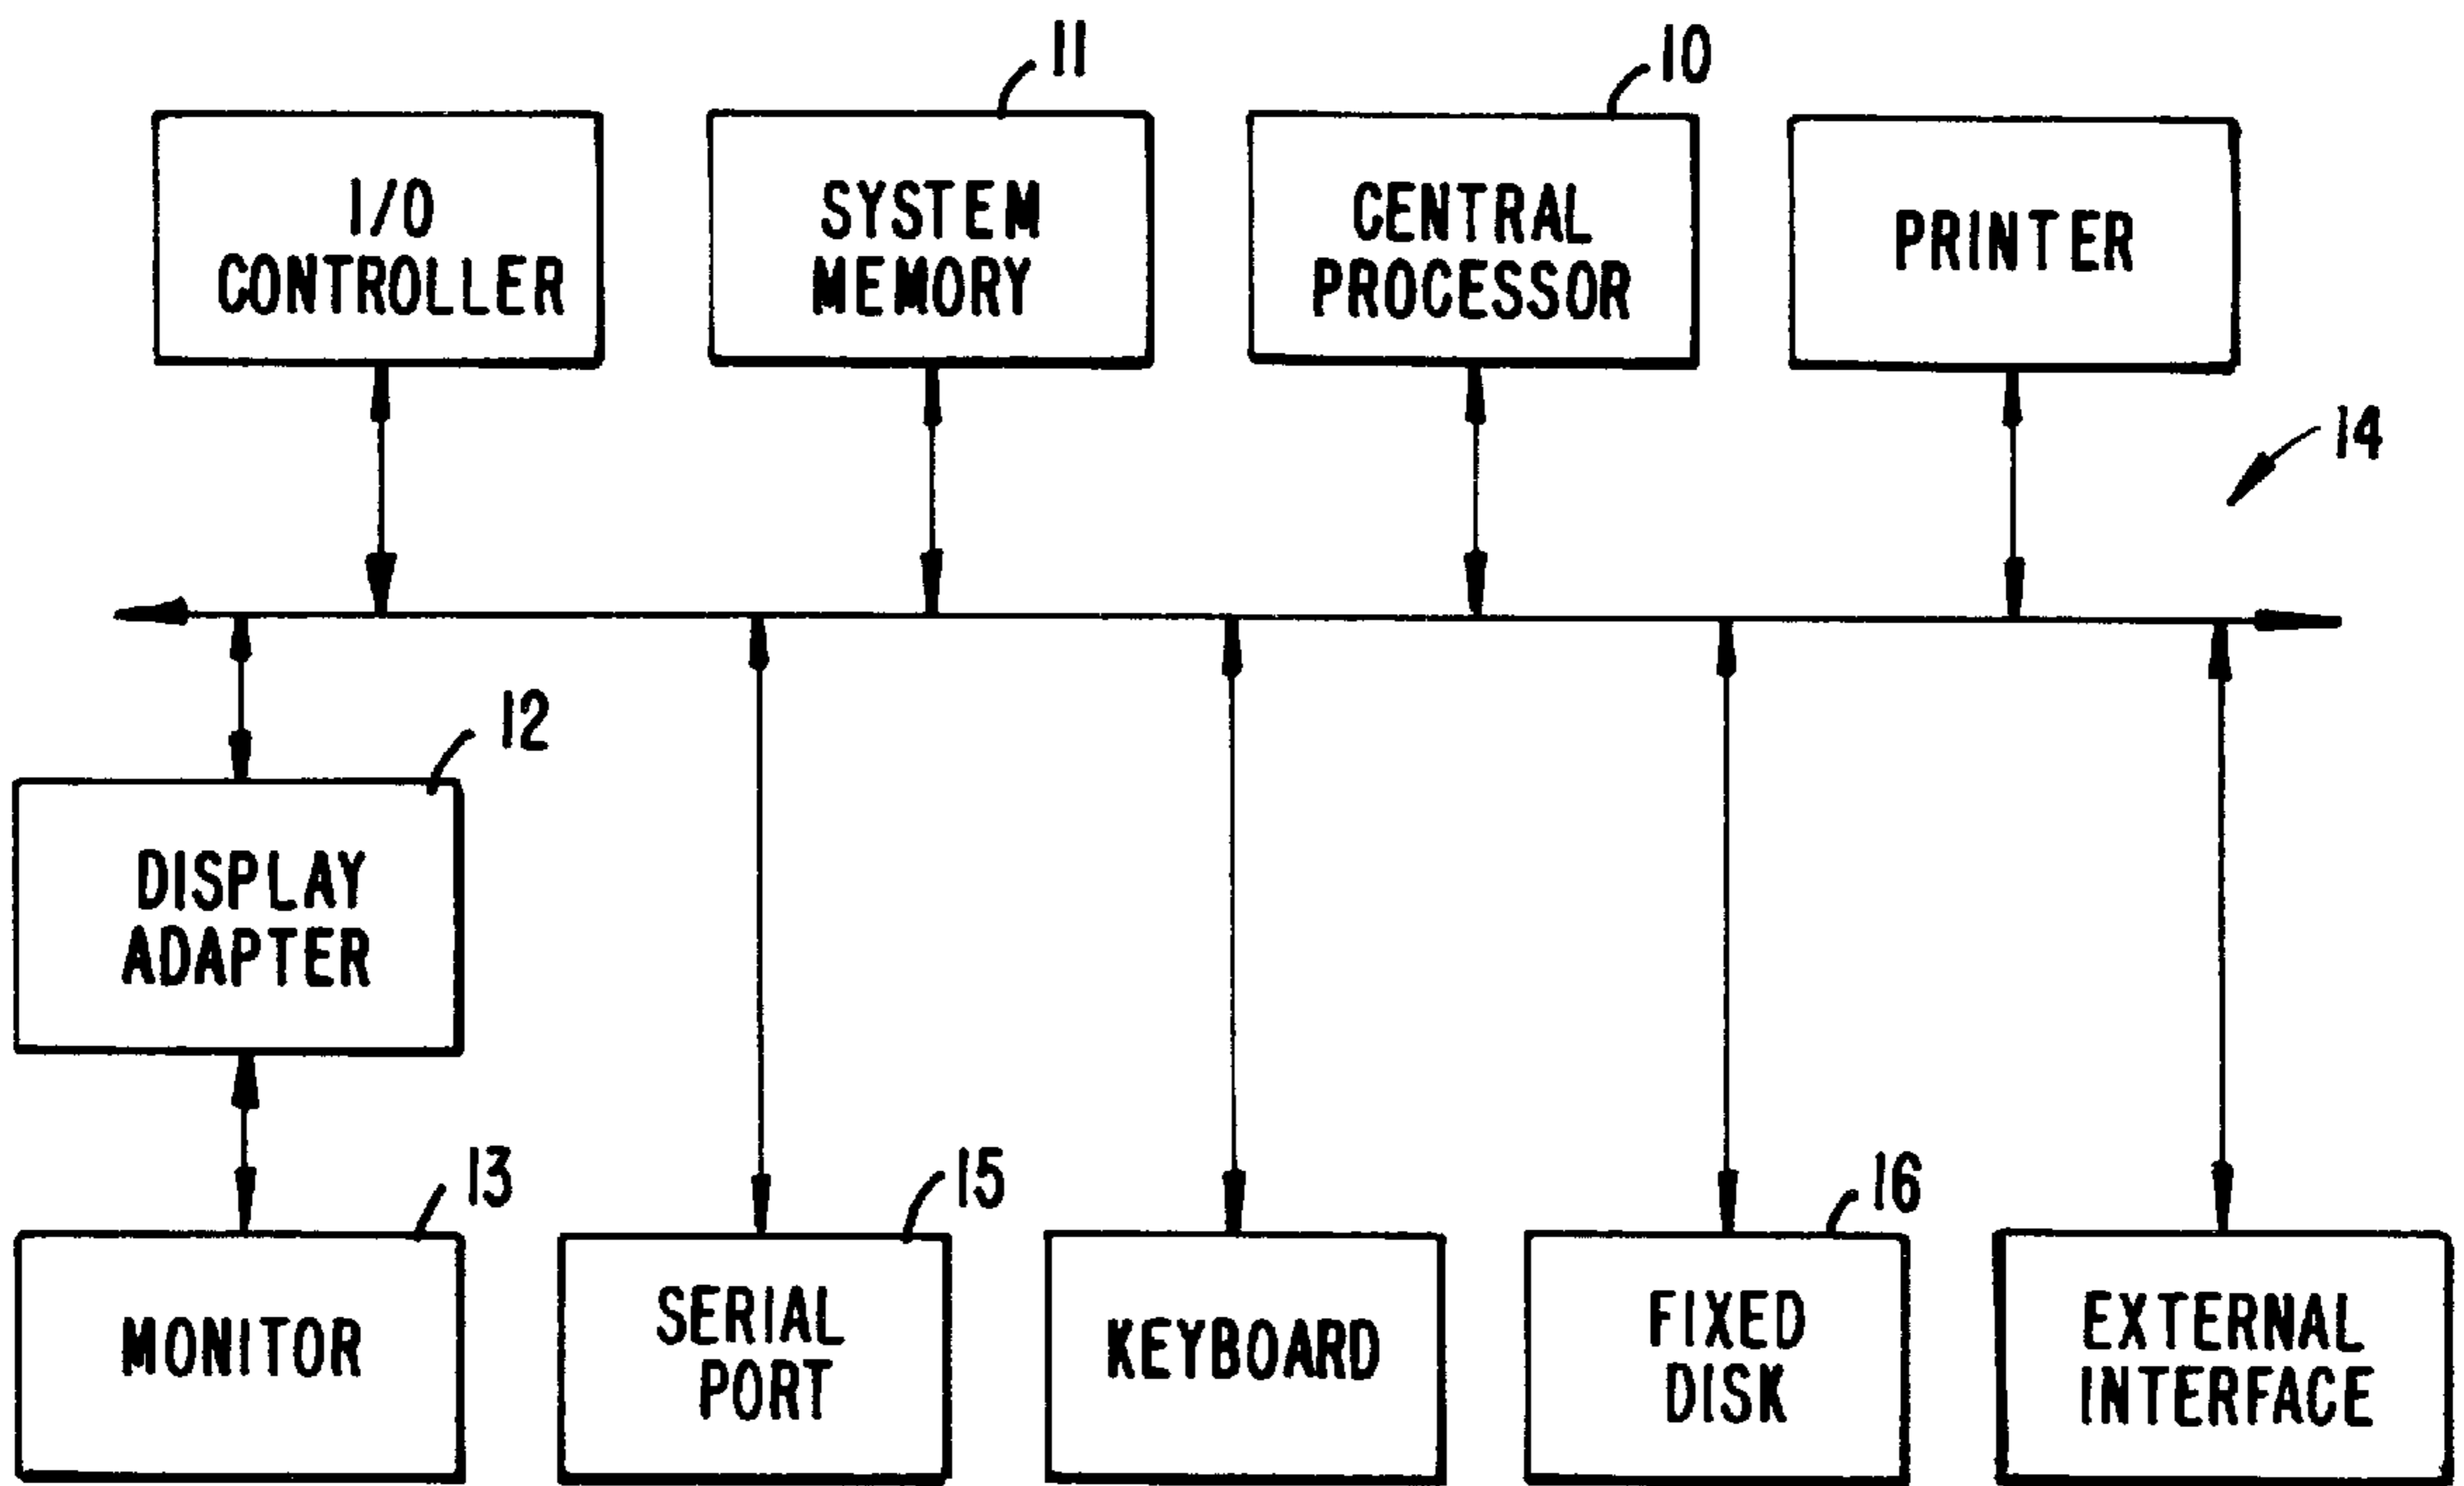 11
10
I/O
CONTROLLER
SYSTEM
MEMORY
CENTRAL
PROCESSOR
PRINTER
14
12
DISPLAY
ADAPTER
13
15
16
MONITOR
SERIAL
PORT
KEYBOARD
FIXED
DISK
EXTERNAL
INTERFACE